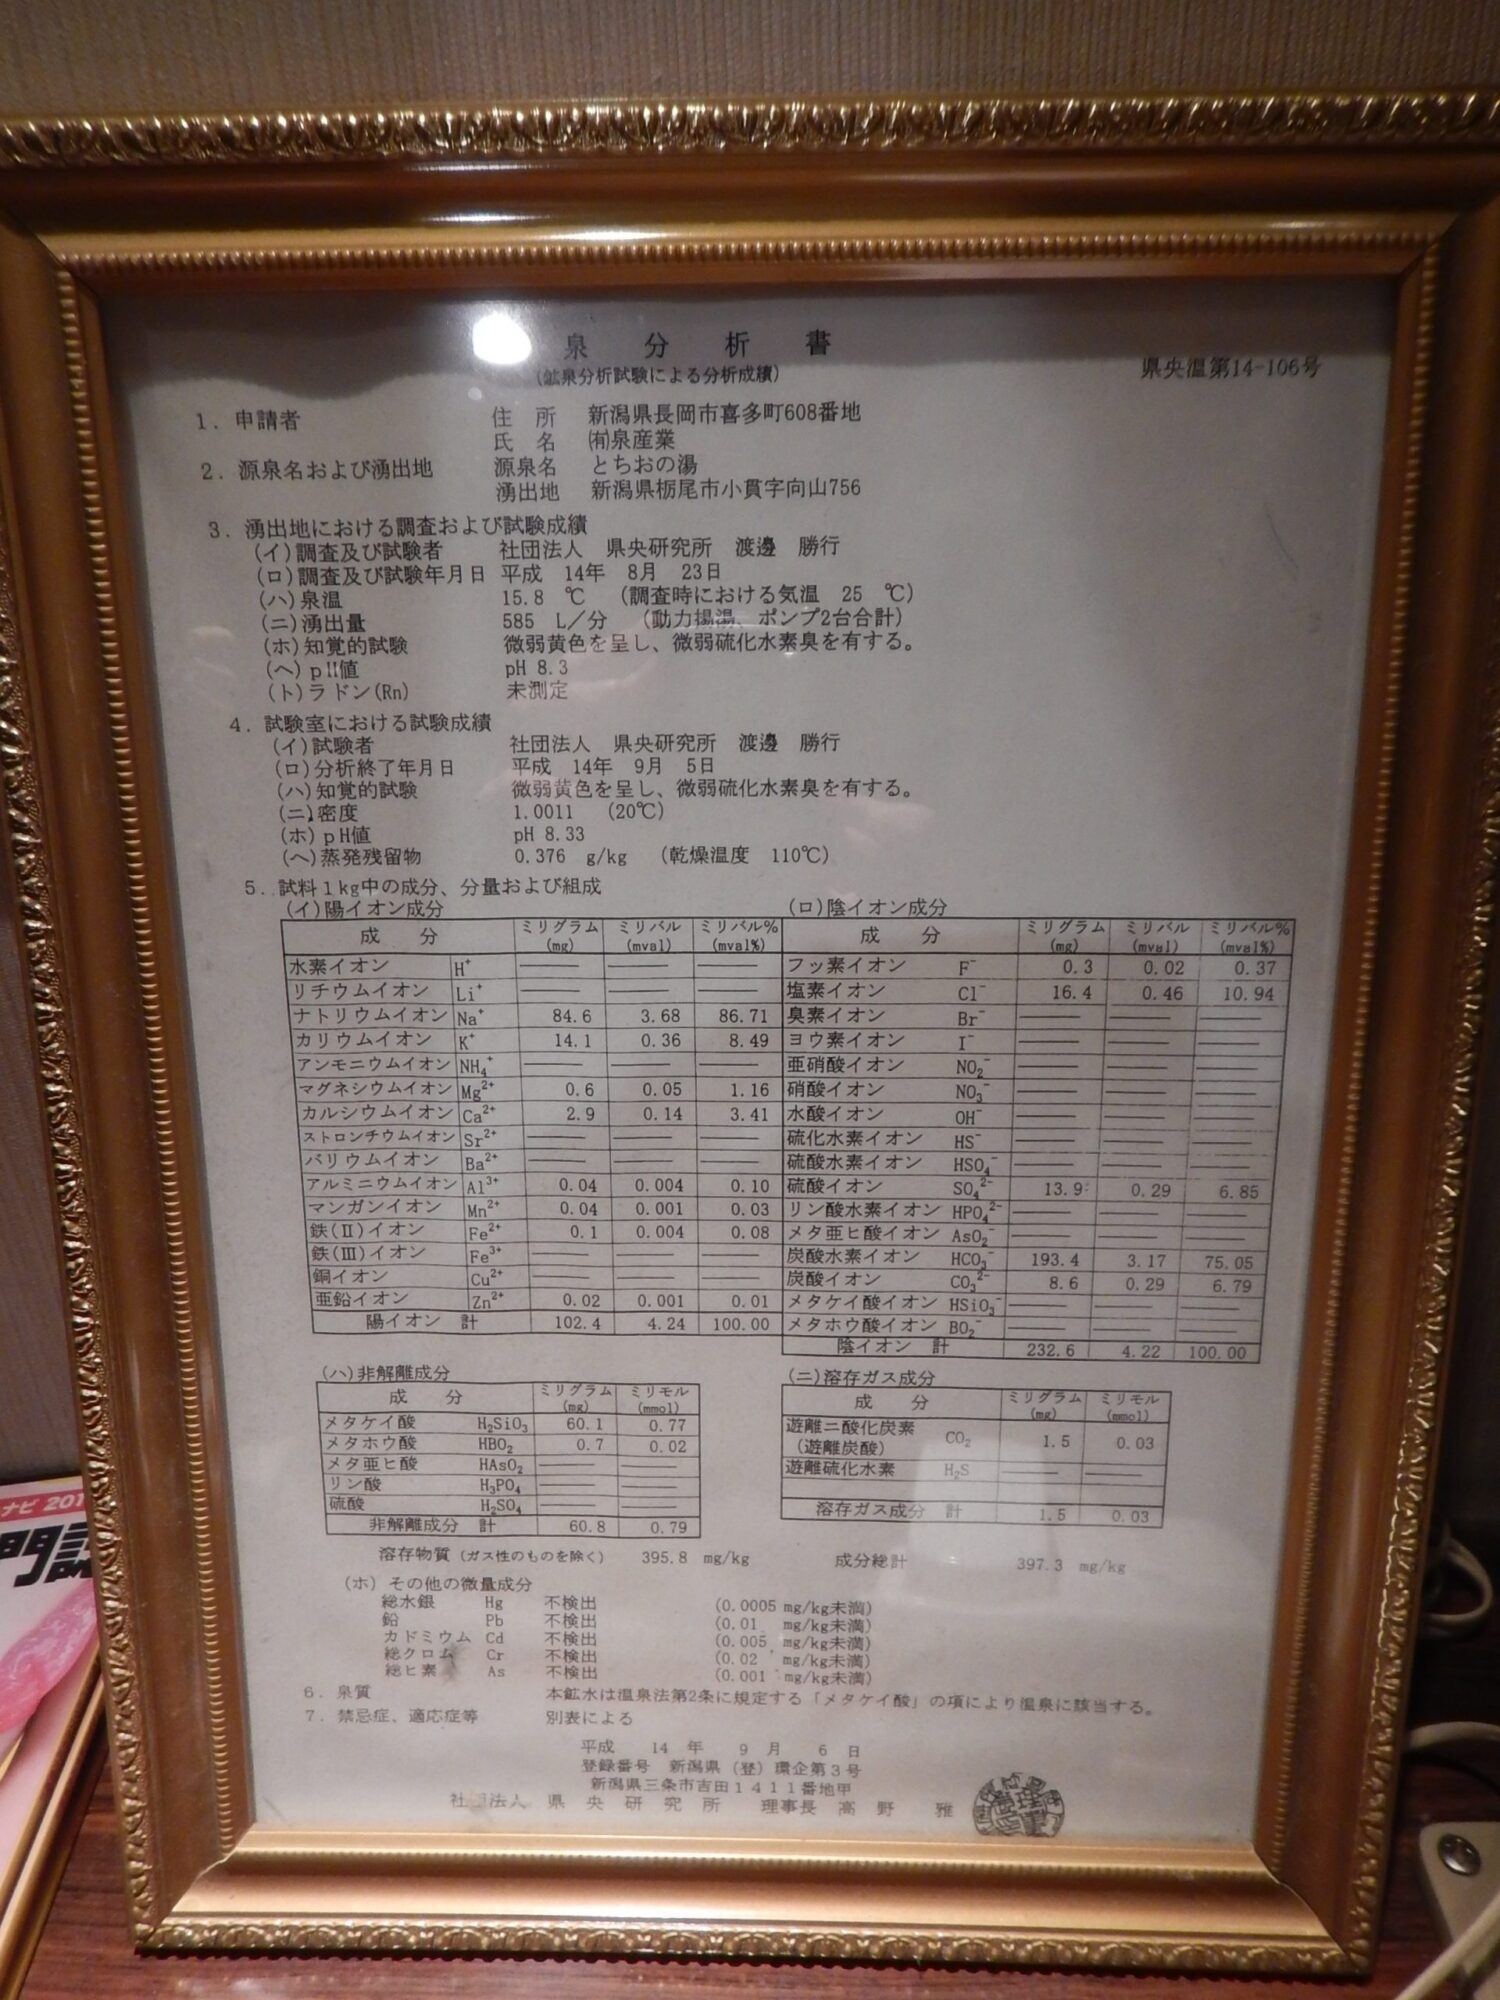 泉 分 析 書
(鉱泉分析試験による分析成績)
県央温第14-106号
1. 申請者 住 所 新潟県長岡市喜多町608番地
氏 名 ㈲泉産業
2. 源泉名および湧出地 源泉名 とちおの湯
湧出地 新潟県栃尾市小貫字向山756
3. 湧出地における調査および試験成績
(イ)調査及び試験者 社団法人 県央研究所 渡邊 勝行
(ロ)調査及び試験年月日 平成 14年 8月 23日
(ハ)泉温 15.8 ℃ (調査時における気温 25 ℃)
(ニ)湧出量 585 L/分 (動力揚湯、ポンプ2台合計)
(ホ)知覚的試験 微弱黄色を呈し、微弱硫化水素臭を有する。
(ヘ)pH値 pH 8.3
(ト)ラドン(Rn) 未測定
4. 試験室における試験成績
(イ)試験者 社団法人 県央研究所 渡邊 勝行
(ロ)分析終了年月日 平成 14年 9月 5日
(ハ)知覚的試験 微弱黄色を呈し、微弱硫化水素臭を有する。
(ニ)密度 1.0011 (20℃)
(ホ)pH値 pH 8.33
(ヘ)蒸発残留物 0.376 g/kg (乾燥温度 110℃)
5. 試料1kg中の成分、分量および組成
(イ)陽イオン成分
成 分 ミリグラム(mg) ミリバル(mval) ミリバル%(mval%)
水素イオン H⁺ —— —— ——
リチウムイオン Li⁺ —— —— ——
ナトリウムイオン Na⁺ 84.6 3.68 86.71
カリウムイオン K⁺ 14.1 0.36 8.49
アンモニウムイオン NH₄⁺ —— —— ——
マグネシウムイオン Mg²⁺ 0.6 0.05 1.16
カルシウムイオン Ca²⁺ 2.9 0.14 3.41
ストロンチウムイオン Sr²⁺ —— —— ——
バリウムイオン Ba²⁺ —— —— ——
アルミニウムイオン Al³⁺ 0.04 0.004 0.10
マンガンイオン Mn²⁺ 0.04 0.001 0.03
鉄(Ⅱ)イオン Fe²⁺ 0.1 0.004 0.08
鉄(Ⅲ)イオン Fe³⁺ —— —— ——
銅イオン Cu²⁺ —— —— ——
亜鉛イオン Zn²⁺ 0.02 0.001 0.01
陽イオン 計 102.4 4.24 100.00
(ロ)陰イオン成分
成 分 ミリグラム(mg) ミリバル(mval) ミリバル%(mval%)
フッ素イオン F⁻ 0.3 0.02 0.37
塩素イオン Cl⁻ 16.4 0.46 10.94
臭素イオン Br⁻ —— —— ——
ヨウ素イオン I⁻ —— —— ——
亜硝酸イオン NO₂⁻ —— —— ——
硝酸イオン NO₃⁻ —— —— ——
水酸イオン OH⁻ —— —— ——
硫化水素イオン HS⁻ —— —— ——
硫酸水素イオン HSO₄⁻ —— —— ——
硫酸イオン SO₄²⁻ 13.9 0.29 6.85
リン酸水素イオン HPO₄²⁻ —— —— ——
メタ亜ヒ酸イオン AsO₂⁻ —— —— ——
炭酸水素イオン HCO₃⁻ 193.4 3.17 75.05
炭酸イオン CO₃²⁻ 8.6 0.29 6.79
メタケイ酸イオン HSiO₃⁻ —— —— ——
メタホウ酸イオン BO₂⁻ —— —— ——
陰イオン 計 232.6 4.22 100.00
(ハ)非解離成分
成 分 ミリグラム(mg) ミリモル(mmol)
メタケイ酸 H₂SiO₃ 60.1 0.77
メタホウ酸 HBO₂ 0.7 0.02
メタ亜ヒ酸 HAsO₂ —— ——
リン酸 H₃PO₄ —— ——
硫酸 H₂SO₄ —— ——
非解離成分 計 60.8 0.79
(ニ)溶存ガス成分
成 分 ミリグラム(mg) ミリモル(mmol)
遊離二酸化炭素(遊離炭酸) CO₂ 1.5 0.03
遊離硫化水素 H₂S —— ——
溶存ガス成分 計 1.5 0.03
溶存物質(ガス性のものを除く) 395.8 mg/kg 成分総計 397.3 mg/kg
(ホ) その他の微量成分
総水銀 Hg 不検出 (0.0005 mg/kg未満)
鉛 Pb 不検出 (0.01 mg/kg未満)
カドミウム Cd 不検出 (0.005 mg/kg未満)
総クロム Cr 不検出 (0.02 mg/kg未満)
総ヒ素 As 不検出 (0.001 mg/kg未満)
6. 泉質 本鉱水は温泉法第2条に規定する「メタケイ酸」の項により温泉に該当する。
7. 禁忌症、適応症等 別表による
平成 14 年 9 月 6 日
登録番号 新潟県(登)環企第3号
新潟県三条市吉田1411番地甲
社団法人 県央研究所 理事長 高野 雅
ナビ 201